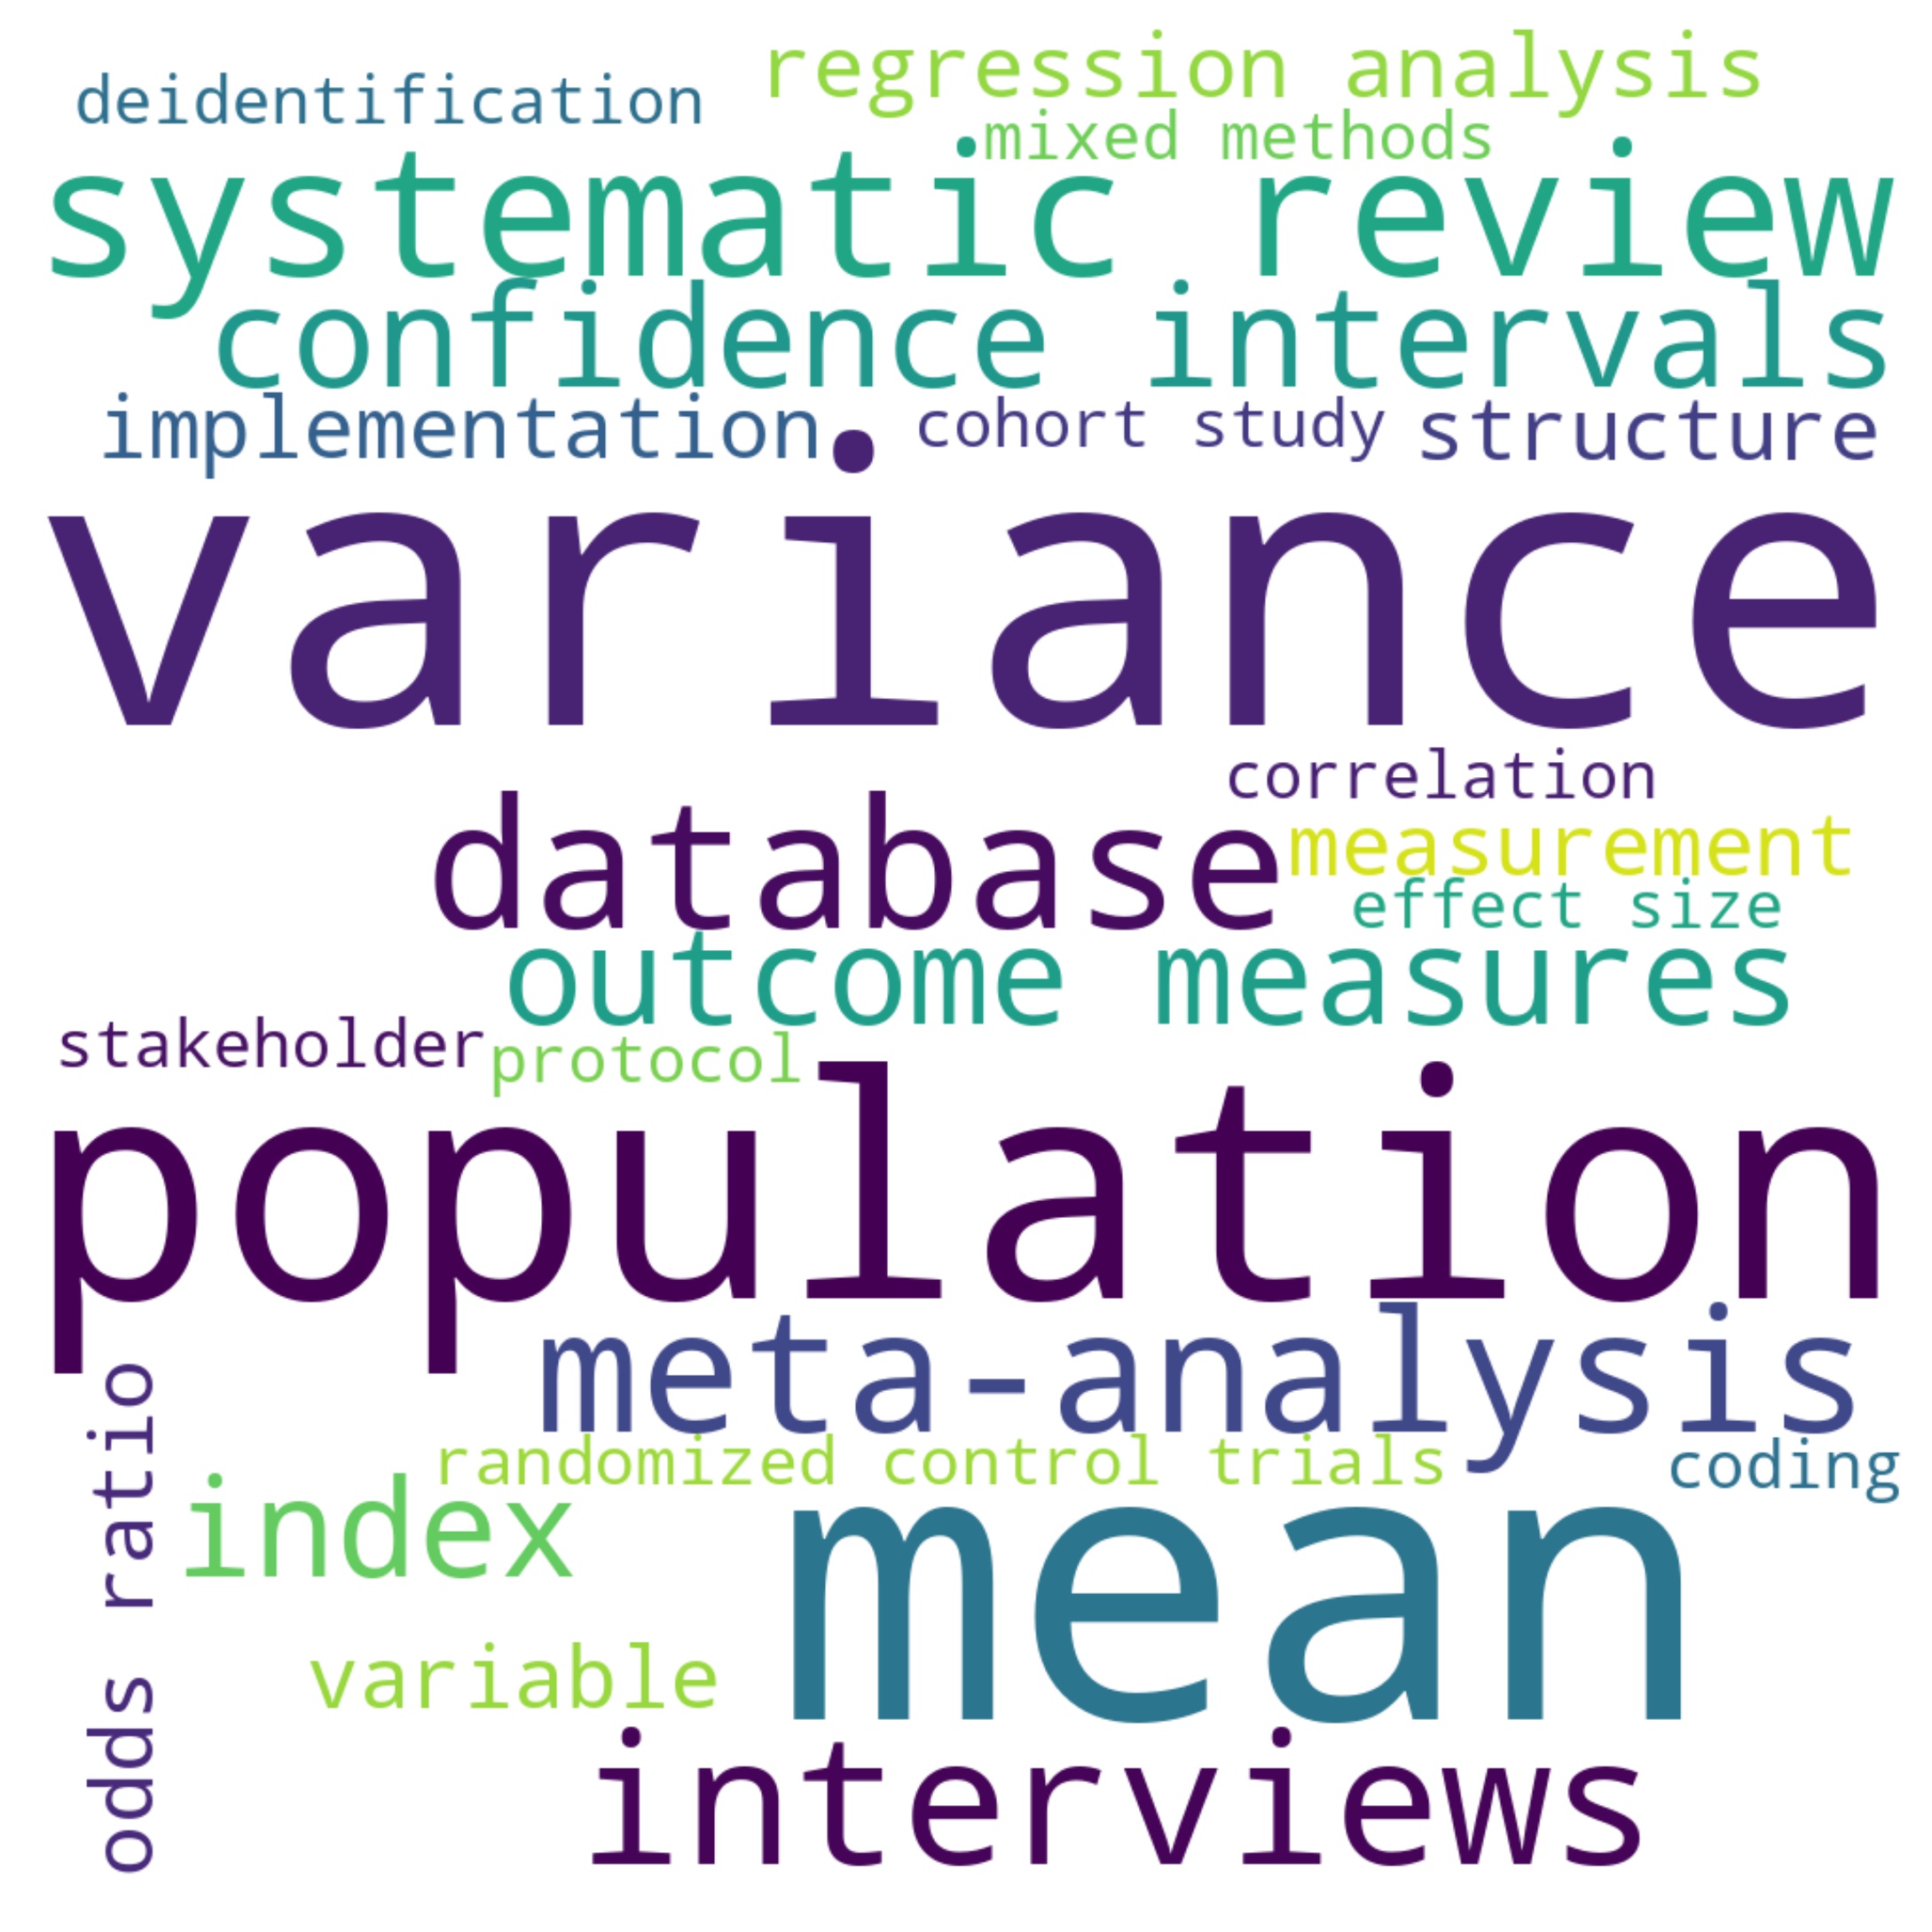 regression analysis
deidentification
mixed methods
systematic review
confidence intervals
implementation
cohort study
structure
variance
correlation
database
measurement
effect size
outcome measures
stakeholder
protocol
population
meta-analysis
randomized control trials
coding
odds ratio
index
mean
variable
interviews